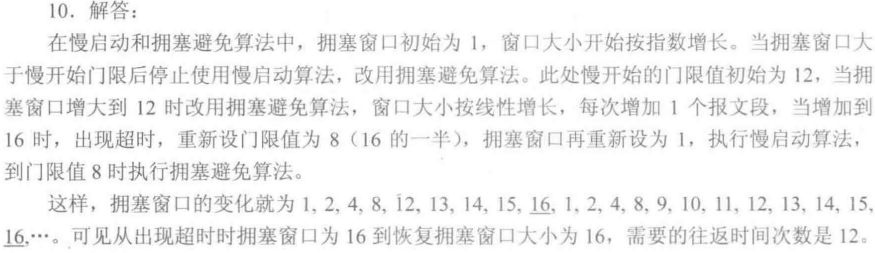 10．解答：
在慢启动和拥塞避免算法中，拥塞窗口初始为 1，窗口大小开始按指数增长。当拥塞窗口大
于慢开始门限后停止使用慢启动算法，改用拥塞避免算法。此处慢开始的门限值初始为 12，当拥
塞窗口增大到 12 时改用拥塞避免算法，窗口大小按线性增长，每次增加 1 个报文段，当增加到
16 时，出现超时，重新设门限值为 8（16 的一半），拥塞窗口再重新设为 1，执行慢启动算法，
到门限值 8 时执行拥塞避免算法。
这样，拥塞窗口的变化就为 1, 2, 4, 8, 12, 13, 14, 15, 16, 1, 2, 4, 8, 9, 10, 11, 12, 13, 14, 15,
16,…。可见从出现超时时拥塞窗口为 16 到恢复拥塞窗口大小为 16，需要的往返时间次数是 12。